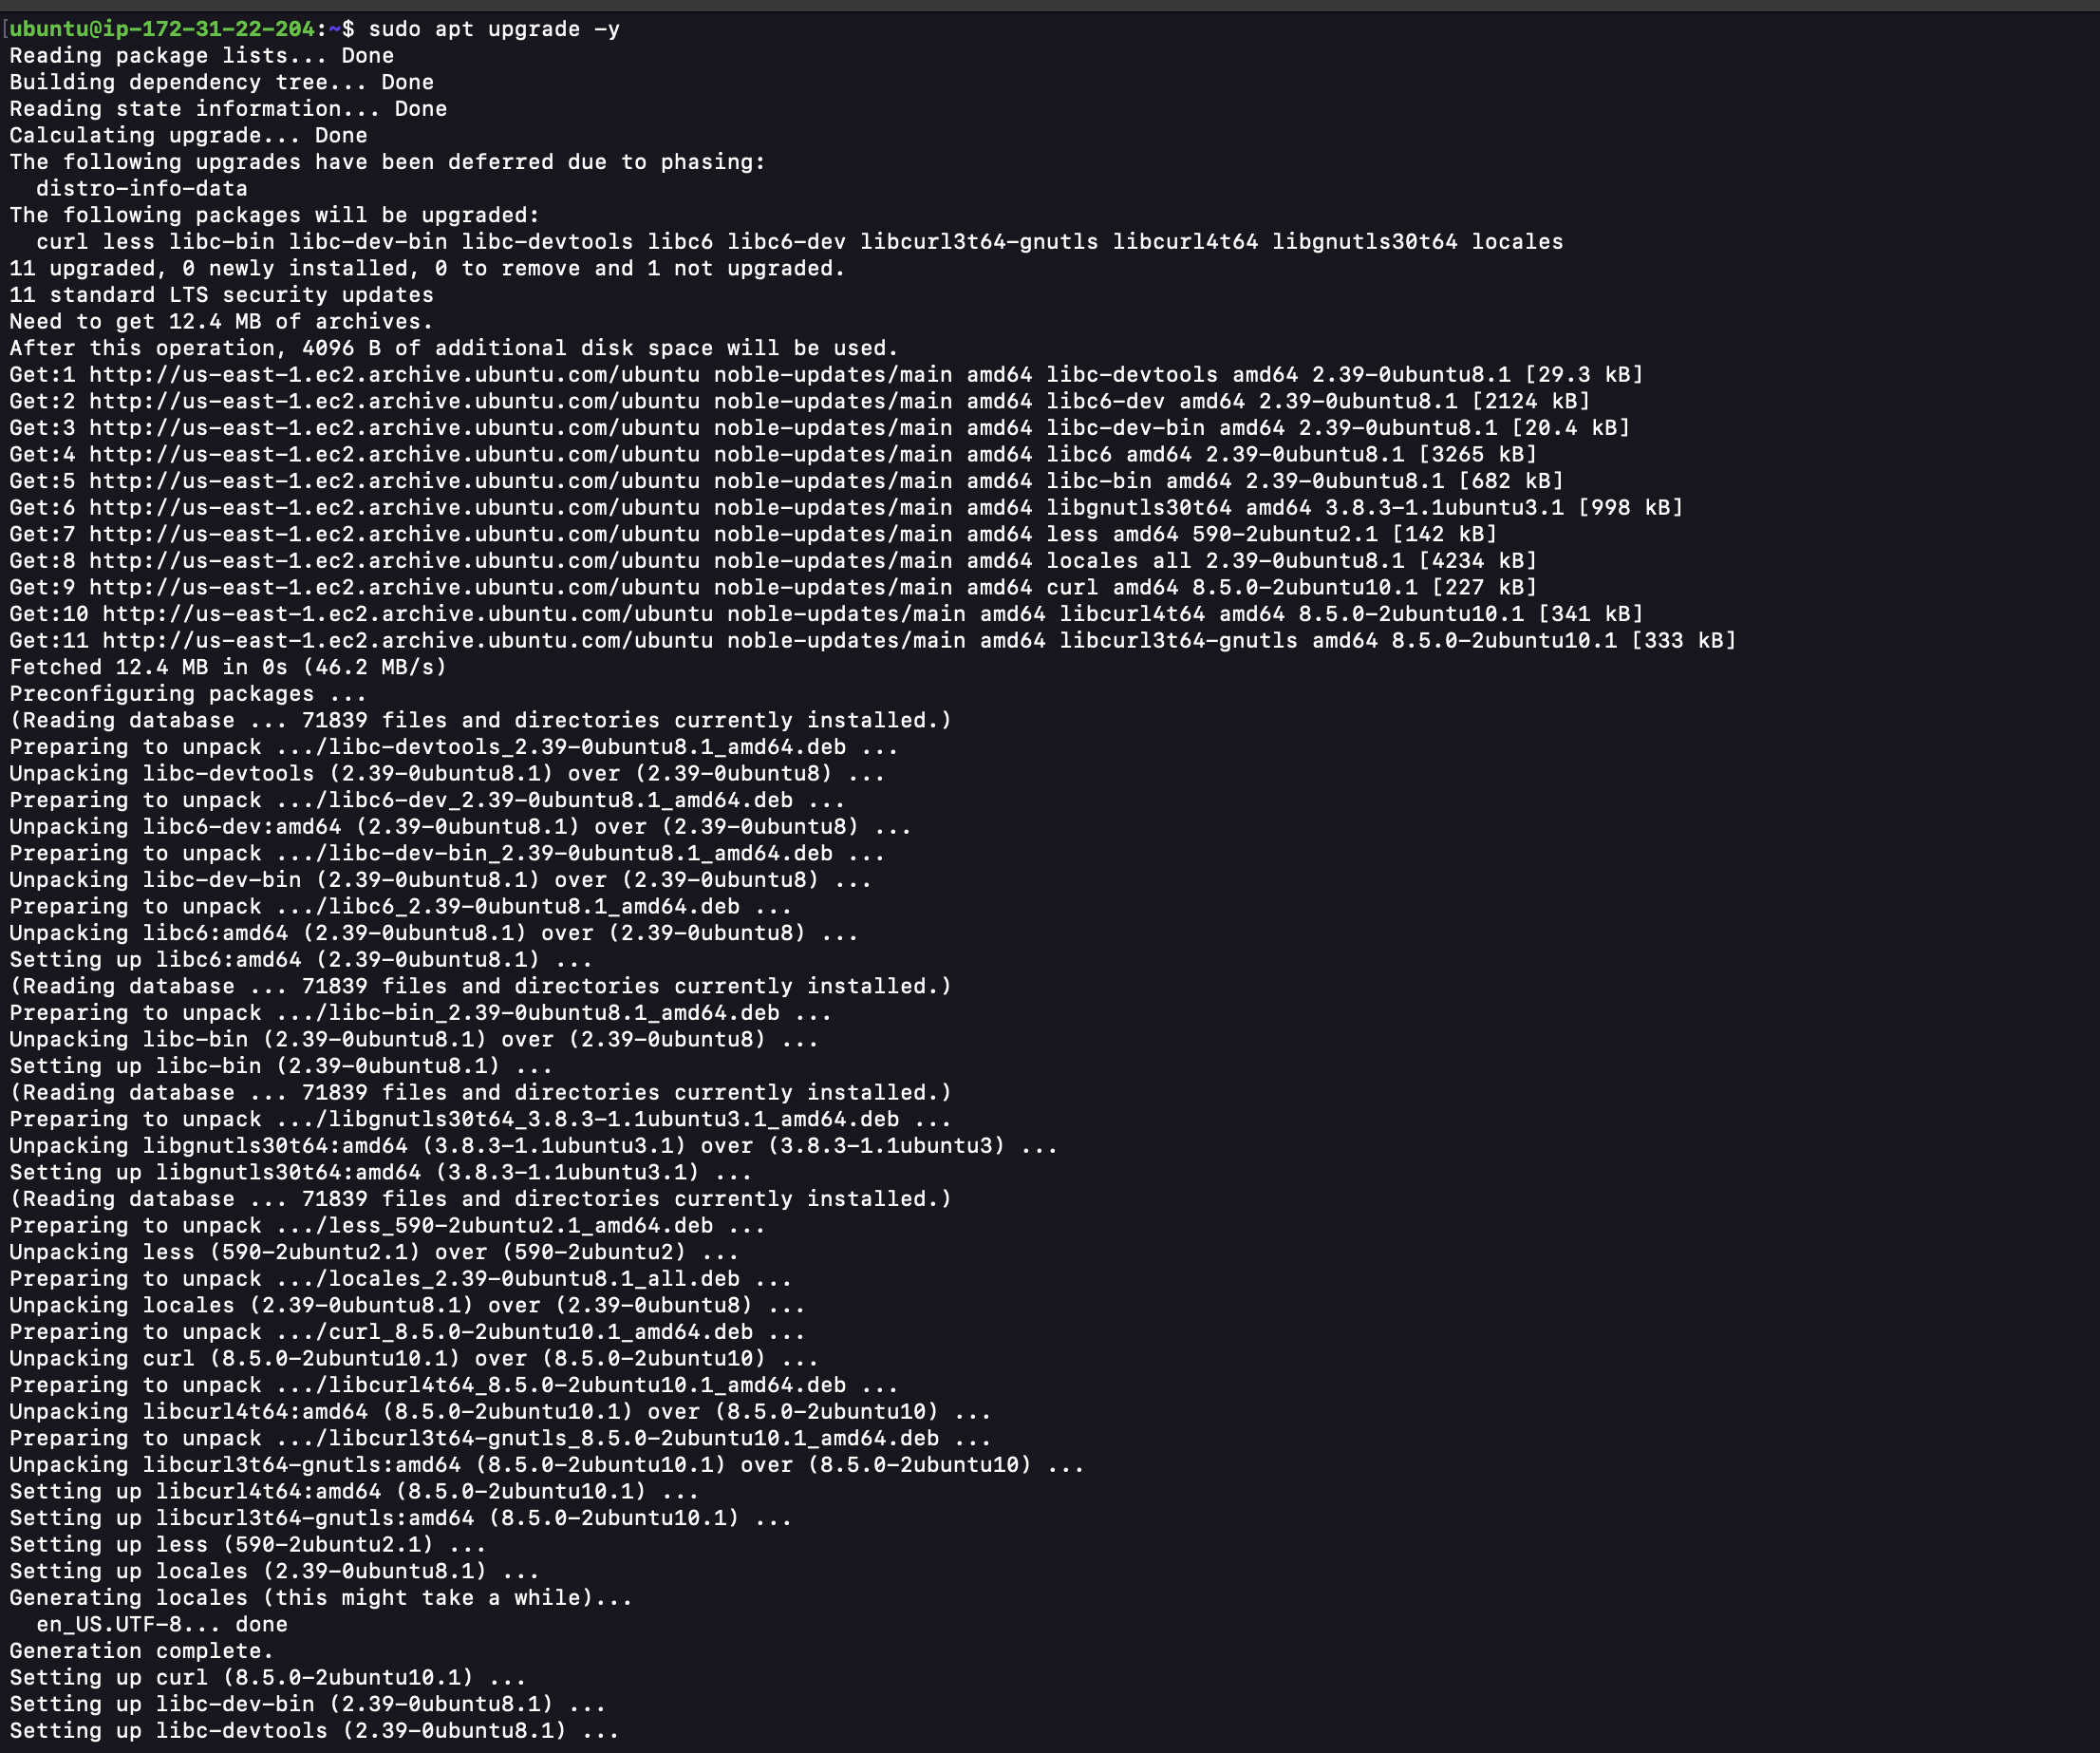 [ubuntu@ip-172-31-22-204:~$ sudo apt upgrade -y
Reading package lists... Done
Building dependency tree... Done
Reading state information... Done
Calculating upgrade... Done
The following upgrades have been deferred due to phasing:
  distro-info-data
The following packages will be upgraded:
  curl less libc-bin libc-dev-bin libc-devtools libc6 libc6-dev libcurl3t64-gnutls libcurl4t64 libgnutls30t64 locales
11 upgraded, 0 newly installed, 0 to remove and 1 not upgraded.
11 standard LTS security updates
Need to get 12.4 MB of archives.
After this operation, 4096 B of additional disk space will be used.
Get:1 http://us-east-1.ec2.archive.ubuntu.com/ubuntu noble-updates/main amd64 libc-devtools amd64 2.39-0ubuntu8.1 [29.3 kB]
Get:2 http://us-east-1.ec2.archive.ubuntu.com/ubuntu noble-updates/main amd64 libc6-dev amd64 2.39-0ubuntu8.1 [2124 kB]
Get:3 http://us-east-1.ec2.archive.ubuntu.com/ubuntu noble-updates/main amd64 libc-dev-bin amd64 2.39-0ubuntu8.1 [20.4 kB]
Get:4 http://us-east-1.ec2.archive.ubuntu.com/ubuntu noble-updates/main amd64 libc6 amd64 2.39-0ubuntu8.1 [3265 kB]
Get:5 http://us-east-1.ec2.archive.ubuntu.com/ubuntu noble-updates/main amd64 libc-bin amd64 2.39-0ubuntu8.1 [682 kB]
Get:6 http://us-east-1.ec2.archive.ubuntu.com/ubuntu noble-updates/main amd64 libgnutls30t64 amd64 3.8.3-1.1ubuntu3.1 [998 kB]
Get:7 http://us-east-1.ec2.archive.ubuntu.com/ubuntu noble-updates/main amd64 less amd64 590-2ubuntu2.1 [142 kB]
Get:8 http://us-east-1.ec2.archive.ubuntu.com/ubuntu noble-updates/main amd64 locales all 2.39-0ubuntu8.1 [4234 kB]
Get:9 http://us-east-1.ec2.archive.ubuntu.com/ubuntu noble-updates/main amd64 curl amd64 8.5.0-2ubuntu10.1 [227 kB]
Get:10 http://us-east-1.ec2.archive.ubuntu.com/ubuntu noble-updates/main amd64 libcurl4t64 amd64 8.5.0-2ubuntu10.1 [341 kB]
Get:11 http://us-east-1.ec2.archive.ubuntu.com/ubuntu noble-updates/main amd64 libcurl3t64-gnutls amd64 8.5.0-2ubuntu10.1 [333 kB]
Fetched 12.4 MB in 0s (46.2 MB/s)
Preconfiguring packages ...
(Reading database ... 71839 files and directories currently installed.)
Preparing to unpack .../libc-devtools_2.39-0ubuntu8.1_amd64.deb ...
Unpacking libc-devtools (2.39-0ubuntu8.1) over (2.39-0ubuntu8) ...
Preparing to unpack .../libc6-dev_2.39-0ubuntu8.1_amd64.deb ...
Unpacking libc6-dev:amd64 (2.39-0ubuntu8.1) over (2.39-0ubuntu8) ...
Preparing to unpack .../libc-dev-bin_2.39-0ubuntu8.1_amd64.deb ...
Unpacking libc-dev-bin (2.39-0ubuntu8.1) over (2.39-0ubuntu8) ...
Preparing to unpack .../libc6_2.39-0ubuntu8.1_amd64.deb ...
Unpacking libc6:amd64 (2.39-0ubuntu8.1) over (2.39-0ubuntu8) ...
Setting up libc6:amd64 (2.39-0ubuntu8.1) ...
(Reading database ... 71839 files and directories currently installed.)
Preparing to unpack .../libc-bin_2.39-0ubuntu8.1_amd64.deb ...
Unpacking libc-bin (2.39-0ubuntu8.1) over (2.39-0ubuntu8) ...
Setting up libc-bin (2.39-0ubuntu8.1) ...
(Reading database ... 71839 files and directories currently installed.)
Preparing to unpack .../libgnutls30t64_3.8.3-1.1ubuntu3.1_amd64.deb ...
Unpacking libgnutls30t64:amd64 (3.8.3-1.1ubuntu3.1) over (3.8.3-1.1ubuntu3) ...
Setting up libgnutls30t64:amd64 (3.8.3-1.1ubuntu3.1) ...
(Reading database ... 71839 files and directories currently installed.)
Preparing to unpack .../less_590-2ubuntu2.1_amd64.deb ...
Unpacking less (590-2ubuntu2.1) over (590-2ubuntu2) ...
Preparing to unpack .../locales_2.39-0ubuntu8.1_all.deb ...
Unpacking locales (2.39-0ubuntu8.1) over (2.39-0ubuntu8) ...
Preparing to unpack .../curl_8.5.0-2ubuntu10.1_amd64.deb ...
Unpacking curl (8.5.0-2ubuntu10.1) over (8.5.0-2ubuntu10) ...
Preparing to unpack .../libcurl4t64_8.5.0-2ubuntu10.1_amd64.deb ...
Unpacking libcurl4t64:amd64 (8.5.0-2ubuntu10.1) over (8.5.0-2ubuntu10) ...
Preparing to unpack .../libcurl3t64-gnutls_8.5.0-2ubuntu10.1_amd64.deb ...
Unpacking libcurl3t64-gnutls:amd64 (8.5.0-2ubuntu10.1) over (8.5.0-2ubuntu10) ...
Setting up libcurl4t64:amd64 (8.5.0-2ubuntu10.1) ...
Setting up libcurl3t64-gnutls:amd64 (8.5.0-2ubuntu10.1) ...
Setting up less (590-2ubuntu2.1) ...
Setting up locales (2.39-0ubuntu8.1) ...
Generating locales (this might take a while)...
  en_US.UTF-8... done
Generation complete.
Setting up curl (8.5.0-2ubuntu10.1) ...
Setting up libc-dev-bin (2.39-0ubuntu8.1) ...
Setting up libc-devtools (2.39-0ubuntu8.1) ...